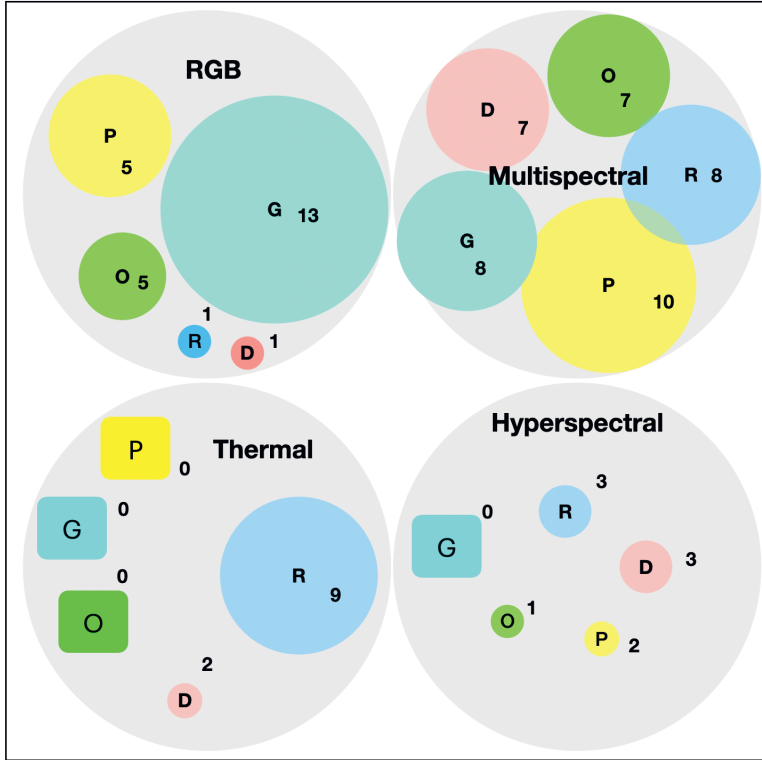 RGB
P
5
G 13
O 5
1
R
D
1
Multispectral
O
7
D
7
R 8
G
8
P
10
Thermal
P
0
0
G
0
O
R
9
2
D
Hyperspectral
3
R
0
G
D
3
O
1
P
2